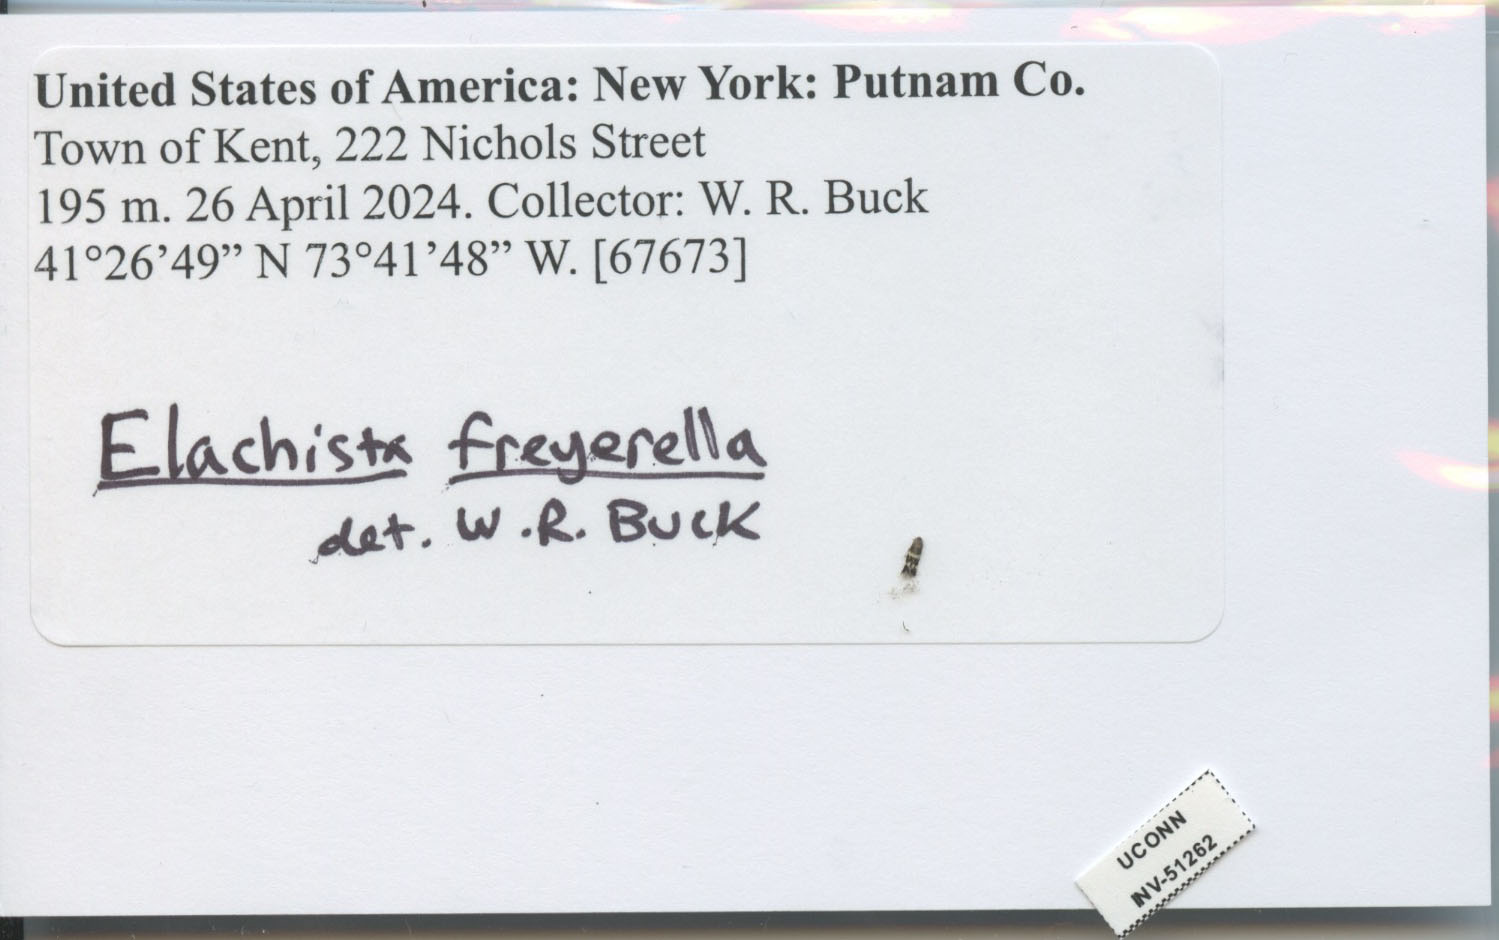 United States of America: New York: Putnam Co.
Town of Kent, 222 Nichols Street
195 m. 26 April 2024. Collector: W. R. Buck
41°26’49” N 73°41’48” W. [67673]
Elachista freyerella
det. W.R. Buck
UCONN
INV-51262